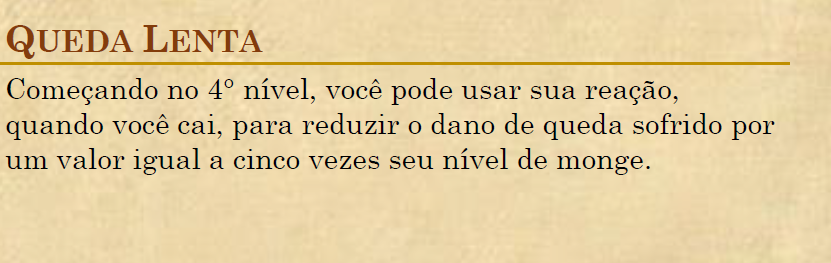 Queda Lenta
Começando no 4° nível, você pode usar sua reação,
quando você cai, para reduzir o dano de queda sofrido por
um valor igual a cinco vezes seu nível de monge.